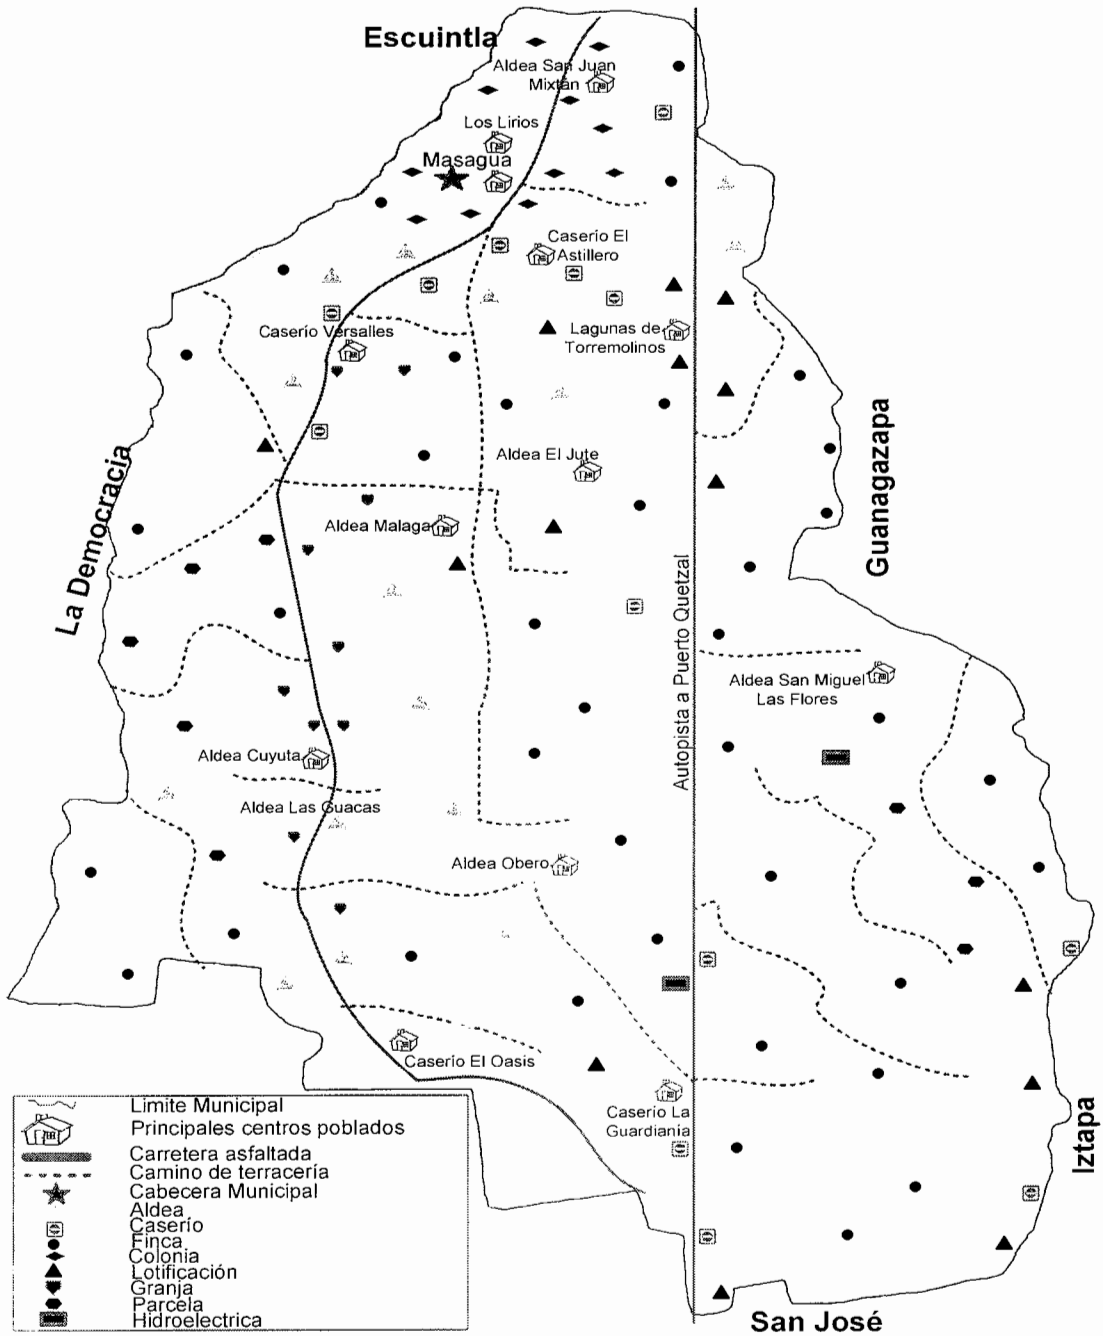 Escuintla
Aldea San Juan
Mixtán
Los Lirios
Masagua
Caserío El
Astillero
Caserío Versalles
Lagunas de
Torremolinos
Aldea El Jute
Aldea Malaga
La Democracia
Guanagazapa
Autopista a Puerto Quetzal
Aldea San Miguel
Las Flores
Aldea Cuyuta
Aldea Las Guacas
Aldea Obero
Caserío El Oasis
Caserio La
Guardianía
Iztapa
San José
Limite Municipal
Principales centros poblados
Carretera asfaltada
Camino de terracería
Cabecera Municipal
Aldea
Caserío
Finca
Colonia
Lotificación
Granja
Parcela
Hidroelectrica